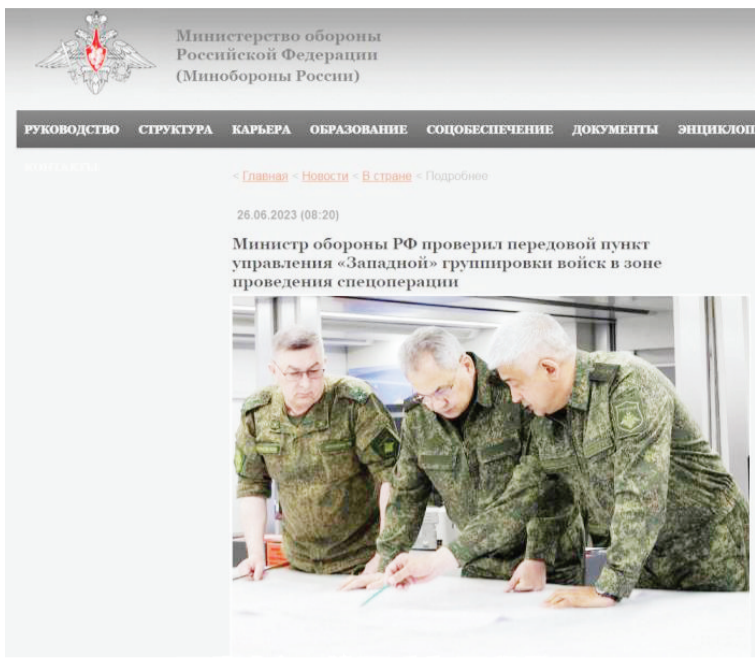 Министерство обороны
Российской Федерации
(Минобороны России)
РУКОВОДСТВО СТРУКТУРА КАРЬЕРА ОБРАЗОВАНИЕ СОЦОБЕСПЕЧЕНИЕ ДОКУМЕНТЫ ЭНЦИКЛОП
< Главная < Новости < В стране < Подробнее
26.06.2023 (08:20)
Министр обороны РФ проверил передовой пункт
управления «Западной» группировки войск в зоне
проведения спецоперации